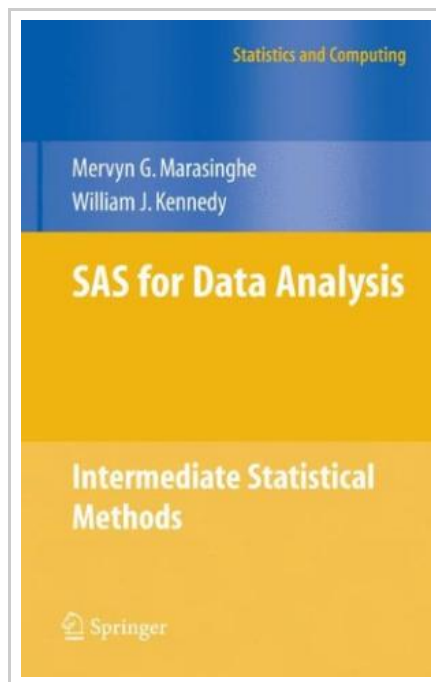 Statistics and Computing
Mervyn G. Marasinghe
William J. Kennedy
SAS for Data Analysis
Intermediate Statistical
Methods
Springer